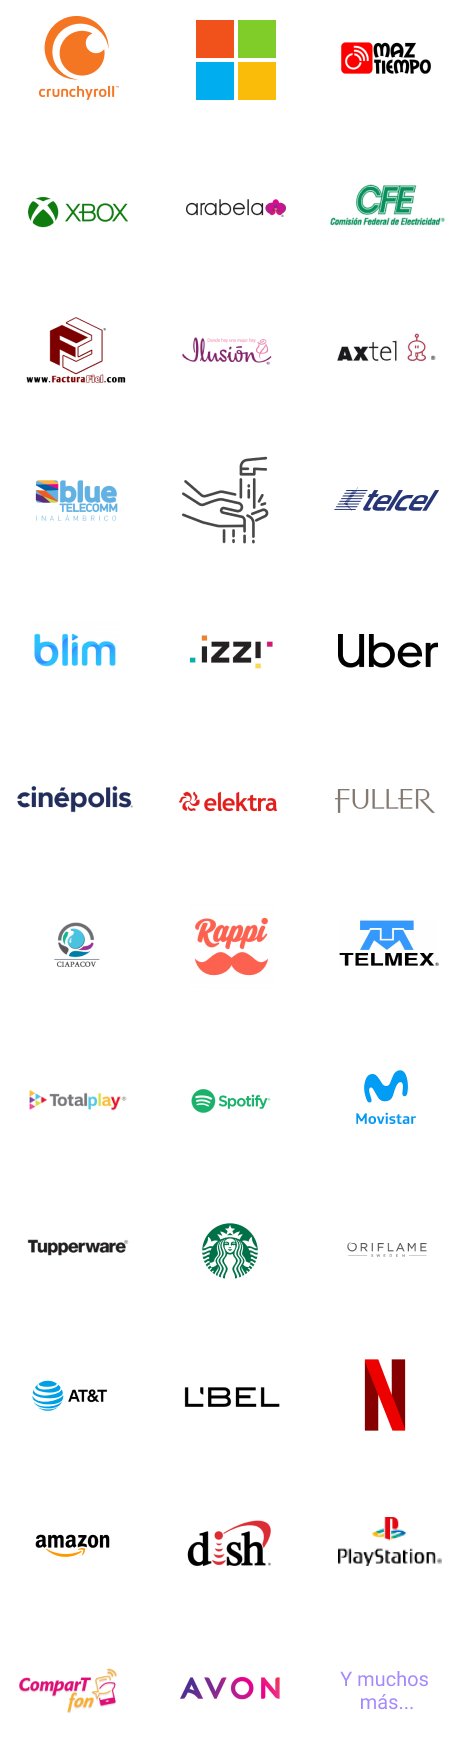 crunchyroll
MAZ
TIEMPO
XBOX
arabela
CFE
Comisión Federal de Electricidad®
www.FacturaFiel.com
Ilusión
axtel
blue
TELECOMM
INALÁMBRICO
telcel
blim
izzi
Uber
cinépolis
elektra
FULLER
CIAPACOV
Rappi
TELMEX®
Totalplay®
Spotify®
Movistar
Tupperware®
ORIFLAME
SWEDEN
AT&T
L'BEL
N
amazon
dish
PlayStation®
ComparT
fon
AVON
Y muchos
más...